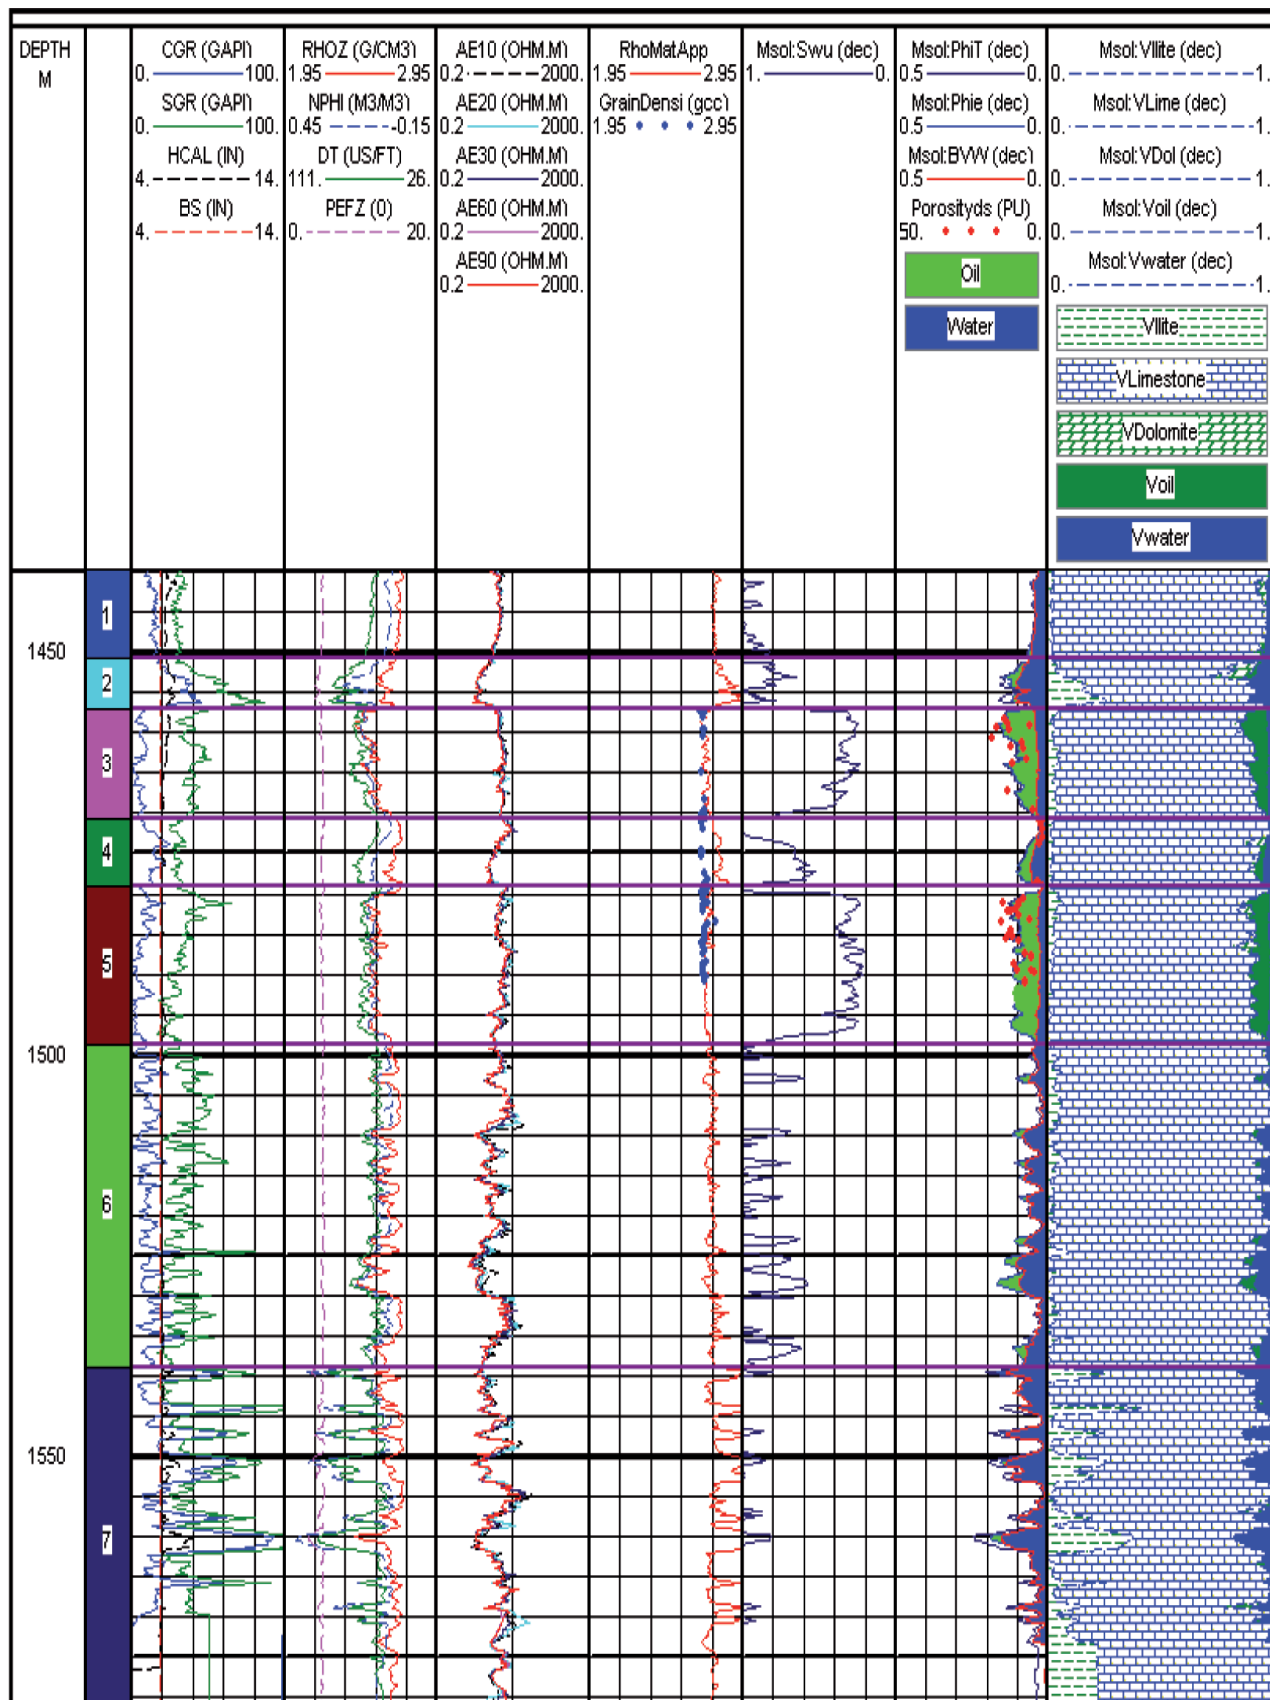 DEPTH
M
CGR (GAPI)
0. 100.
SGR (GAPI)
0. 100.
HCAL (IN)
4. 14.
BS (IN)
4. 14.
RHOZ (G/CM3)
1.95 2.95
NPHI (M3/M3)
0.45 -0.15
DT (US/FT)
111. 26.
PEFZ (0)
0. 20.
AE10 (OHM.M)
0.2 2000.
AE20 (OHM.M)
0.2 2000.
AE30 (OHM.M)
0.2 2000.
AE60 (OHM.M)
0.2 2000.
AE90 (OHM.M)
0.2 2000.
RhoMatApp
1.95 2.95
GrainDensi (gcc)
1.95 2.95
Msol:Swu (dec)
1. 0.
Msol:PhiT (dec)
0.5 0.
Msol:Phie (dec)
0.5 0.
Msol:BVW (dec)
0.5 0.
Porosityds (PU)
50. 0.
Oil
Water
Msol:VIlite (dec)
0. 1.
Msol:VLime (dec)
0. 1.
Msol:VDol (dec)
0. 1.
Msol:Voil (dec)
0. 1.
Msol:Vwater (dec)
0. 1.
VIlite
VLimestone
VDolomite
Voil
Vwater
1
1450
2
3
4
5
1500
6
1550
7